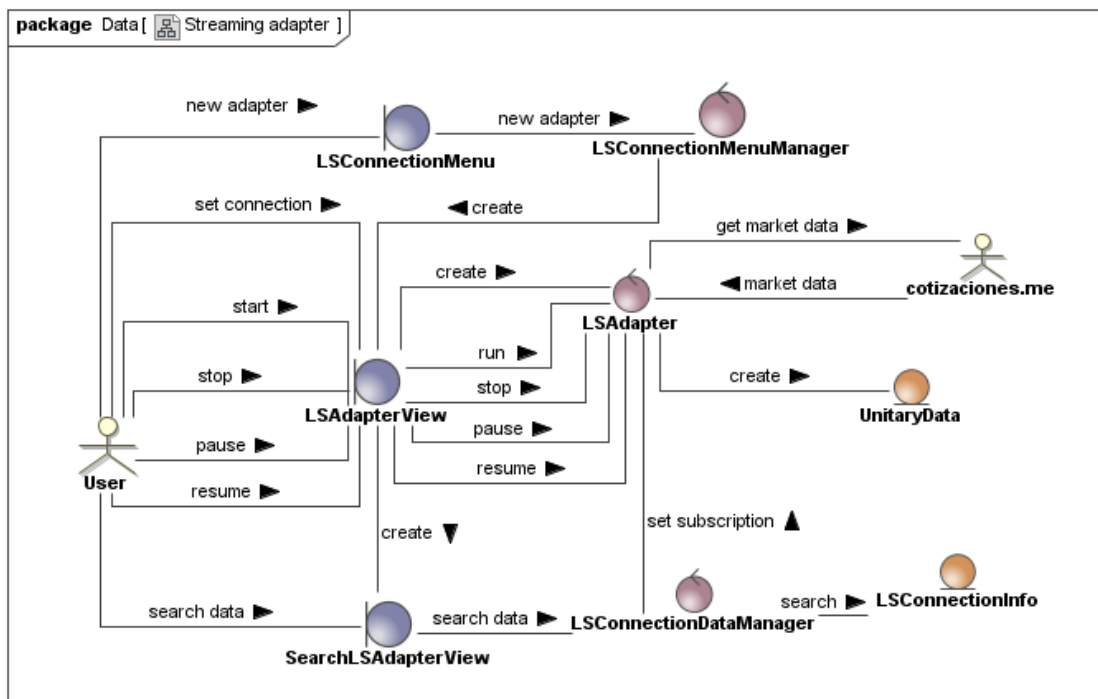 package Data [ Streaming adapter ]
new adapter
new adapter
LSConnectionMenu
LSConnectionMenuManager
set connection
create
get market data
create
cotizaciones.me
market data
start
LSAdapter
run
stop
stop
create
LSAdapterView
UnitaryData
pause
pause
User
resume
resume
create
set subscription
search data
search data
LSConnectionDataManager
search
LSConnectionInfo
SearchLSAdapterView